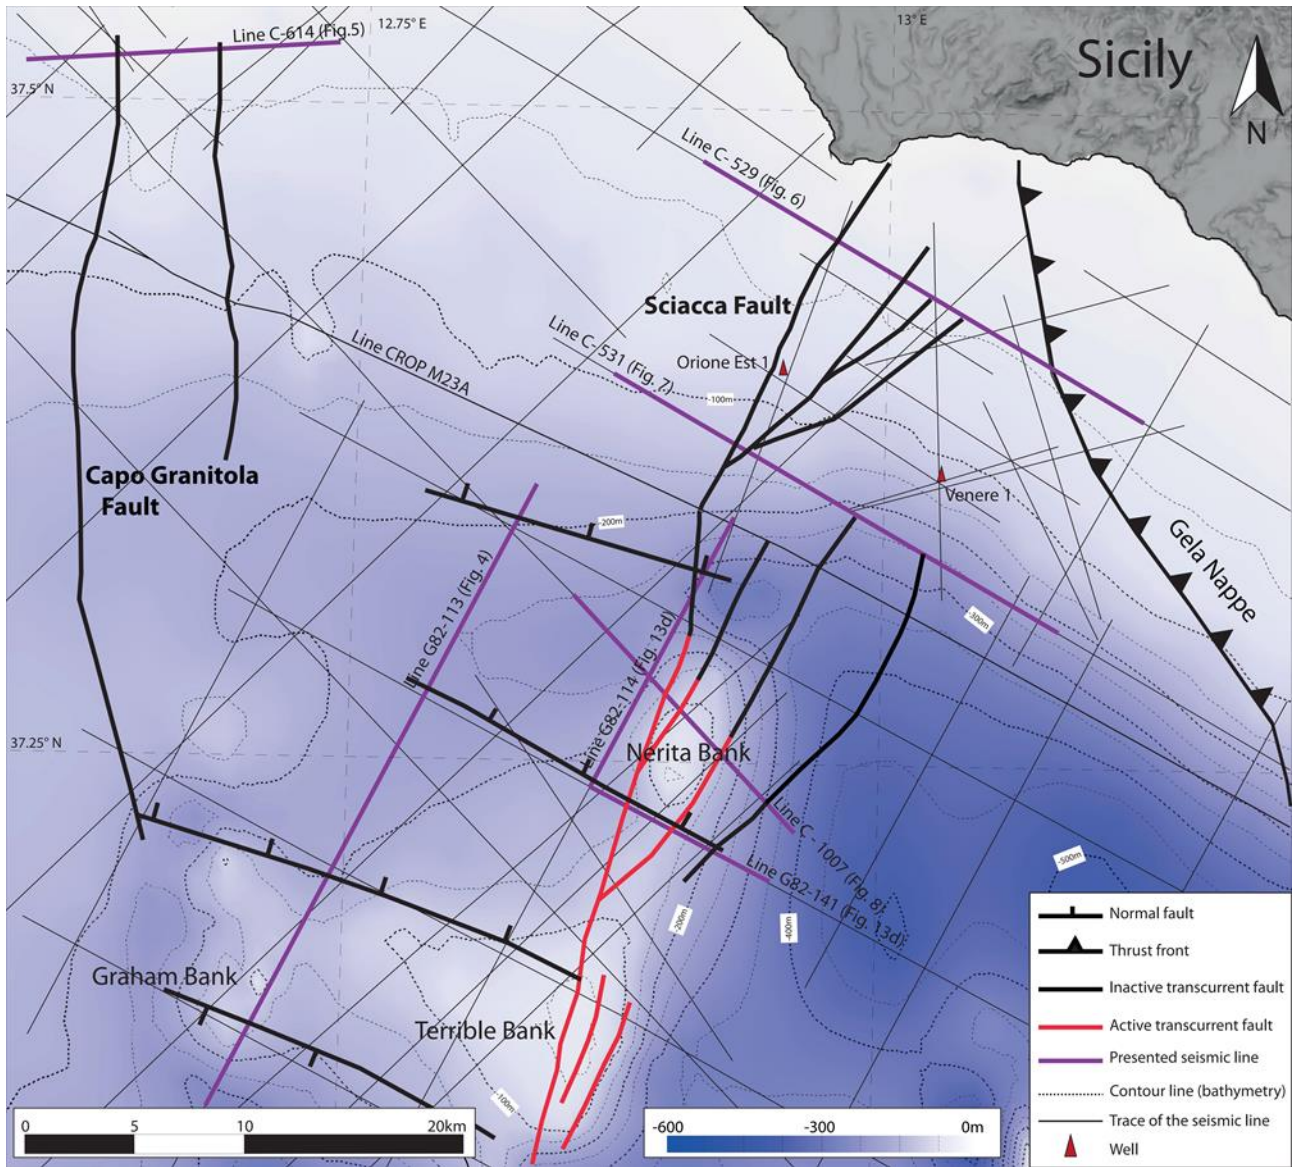 Line C-614 (Fig.5)
12.75° E
13° E
Sicily
N
37.5° N
Line C- 529 (Fig. 6)
Sciacca Fault
Line C- 531 (Fig. 7)
Orione Est 1
Line CROP M23A
-100m
Capo Granitola
Fault
Venere 1
-200m
Gela Nappe
Line G82-113 (Fig. 4)
-300m
Line G82-114 (Fig. 13d)
37.25° N
Nerita Bank
Line C- 1007 (Fig. 8)
Line G82-141 (Fig. 13d)
-500m
-200m
-400m
Graham Bank
Terrible Bank
-100m
Normal fault
Thrust front
Inactive transcurrent fault
Active transcurrent fault
Presented seismic line
Contour line (bathymetry)
Trace of the seismic line
Well
0 5 10 20km
-600 -300 0m